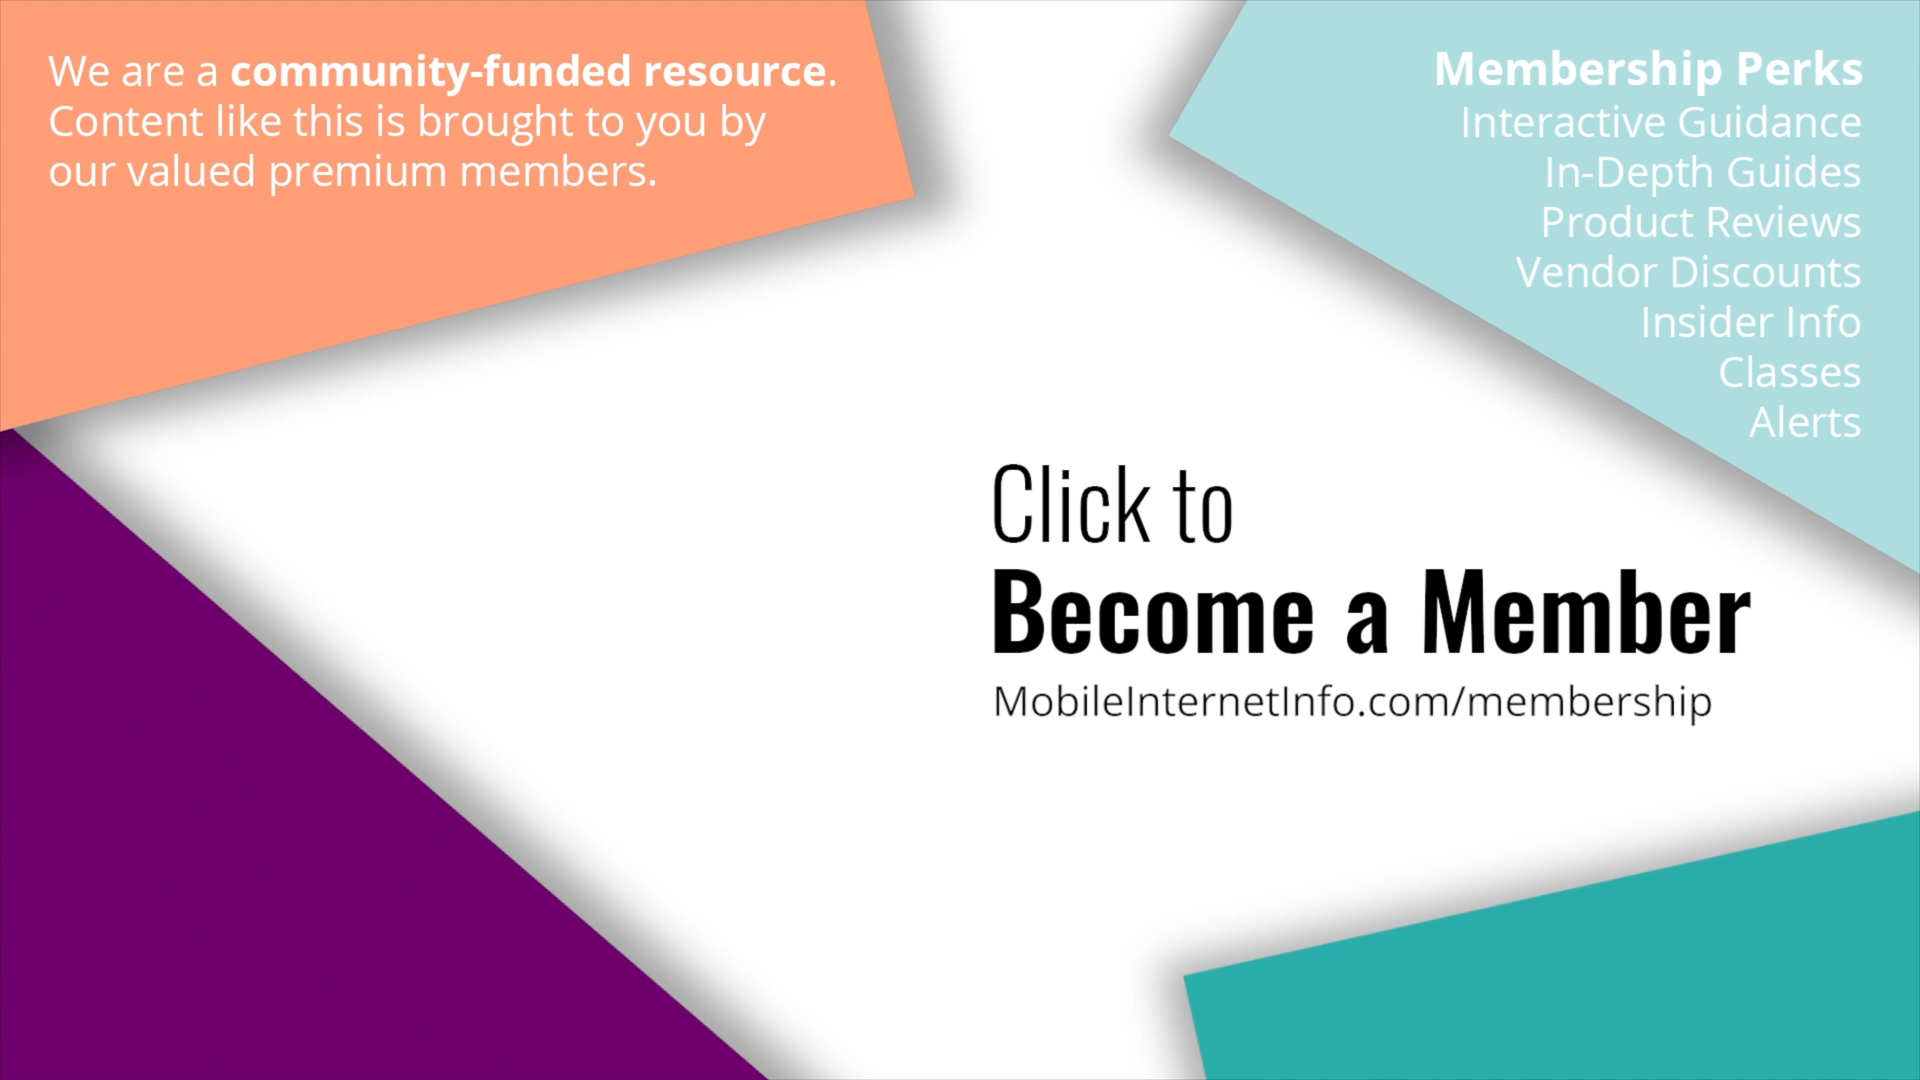 We are a community-funded resource.
Content like this is brought to you by
our valued premium members.
Membership Perks
Interactive Guidance
In-Depth Guides
Product Reviews
Vendor Discounts
Insider Info
Classes
Alerts
Click to
Become a Member
MobileInternetInfo.com/membership